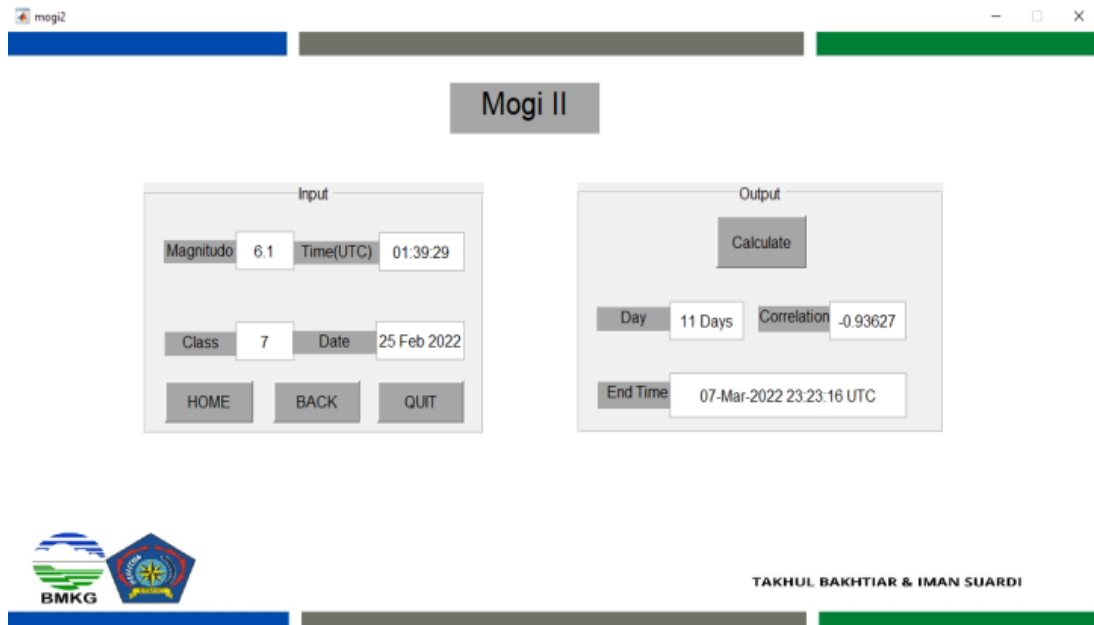 mogi2
Mogi II
Input
Magnitudo 6.1 Time(UTC) 01:39:29
Class 7 Date 25 Feb 2022
HOME BACK QUIT
Output
Calculate
Day 11 Days Correlation -0.93627
End Time 07-Mar-2022 23:23:16 UTC
BMKG
TAKHUL BAKHTIAR & IMAN SUARDI